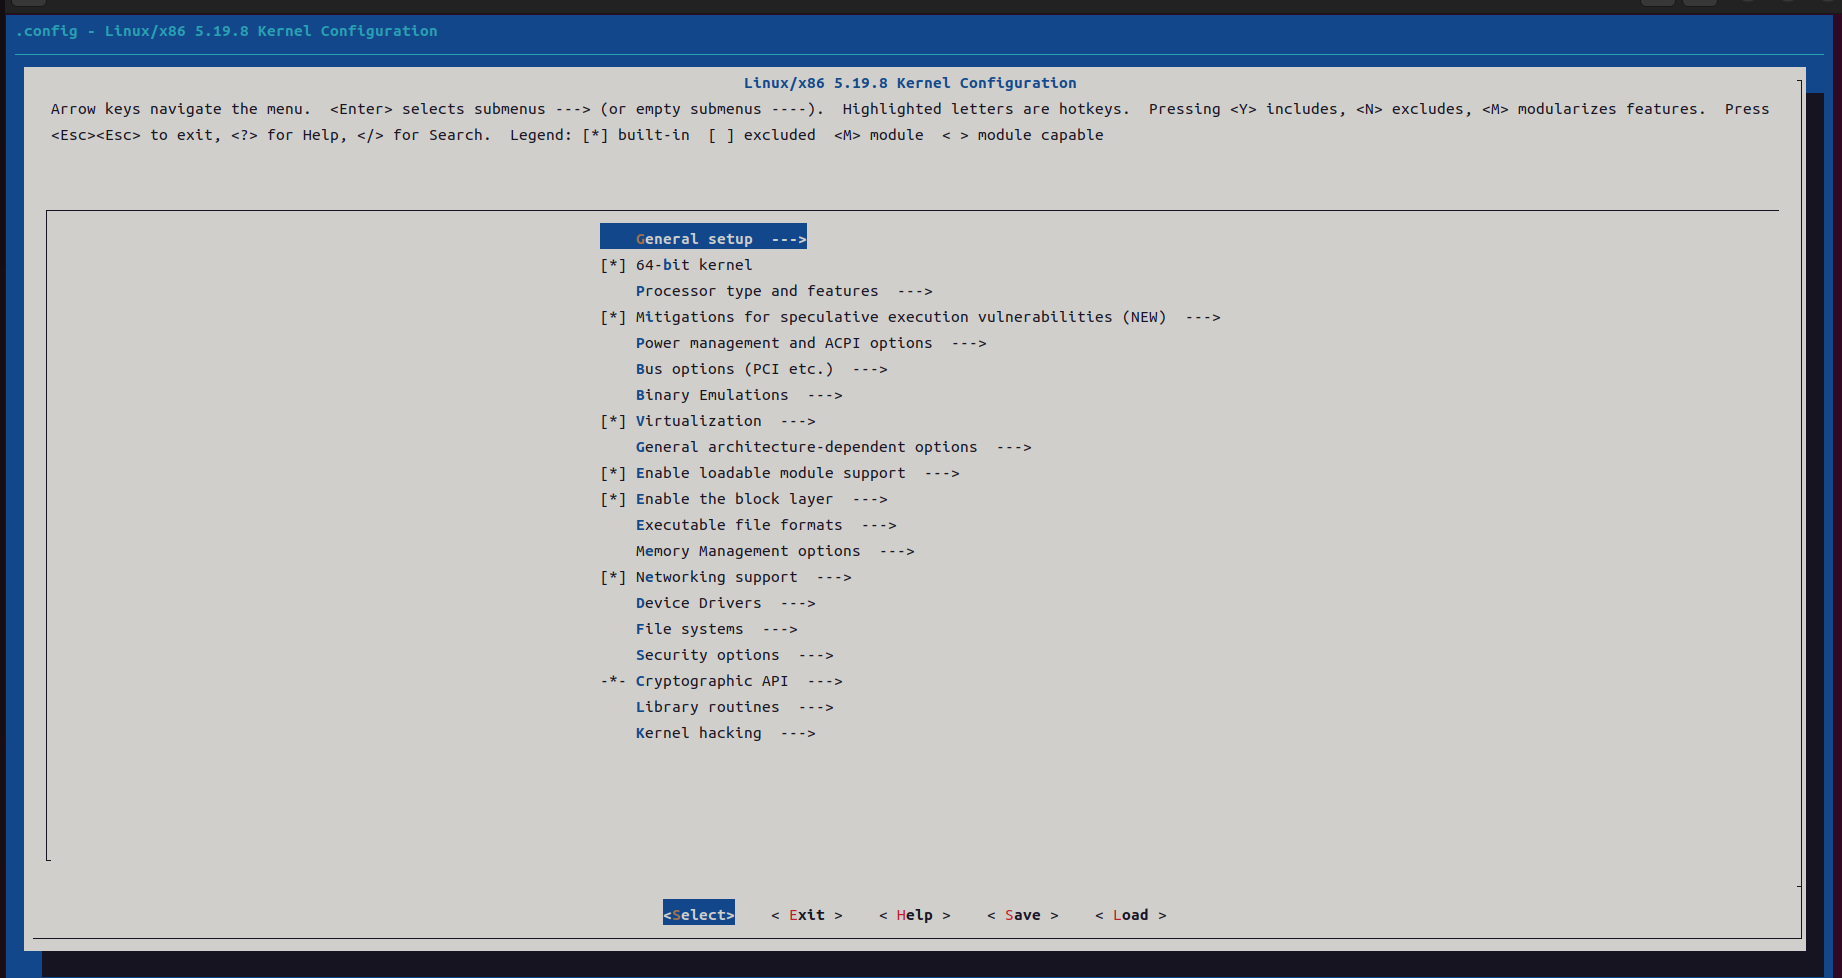 .config - Linux/x86 5.19.8 Kernel Configuration
Linux/x86 5.19.8 Kernel Configuration
Arrow keys navigate the menu.  <Enter> selects submenus ---> (or empty submenus ----).  Highlighted letters are hotkeys.  Pressing <Y> includes, <N> excludes, <M> modularizes features.  Press
<Esc><Esc> to exit, <?> for Help, </> for Search.  Legend: [*] built-in  [ ] excluded  <M> module  < > module capable
General setup  --->
[*] 64-bit kernel
Processor type and features  --->
[*] Mitigations for speculative execution vulnerabilities (NEW)  --->
Power management and ACPI options  --->
Bus options (PCI etc.)  --->
Binary Emulations  --->
[*] Virtualization  --->
General architecture-dependent options  --->
[*] Enable loadable module support  --->
[*] Enable the block layer  --->
Executable file formats  --->
Memory Management options  --->
[*] Networking support  --->
Device Drivers  --->
File systems  --->
Security options  --->
-*- Cryptographic API  --->
Library routines  --->
Kernel hacking  --->
<Select>    < Exit >    < Help >    < Save >    < Load >